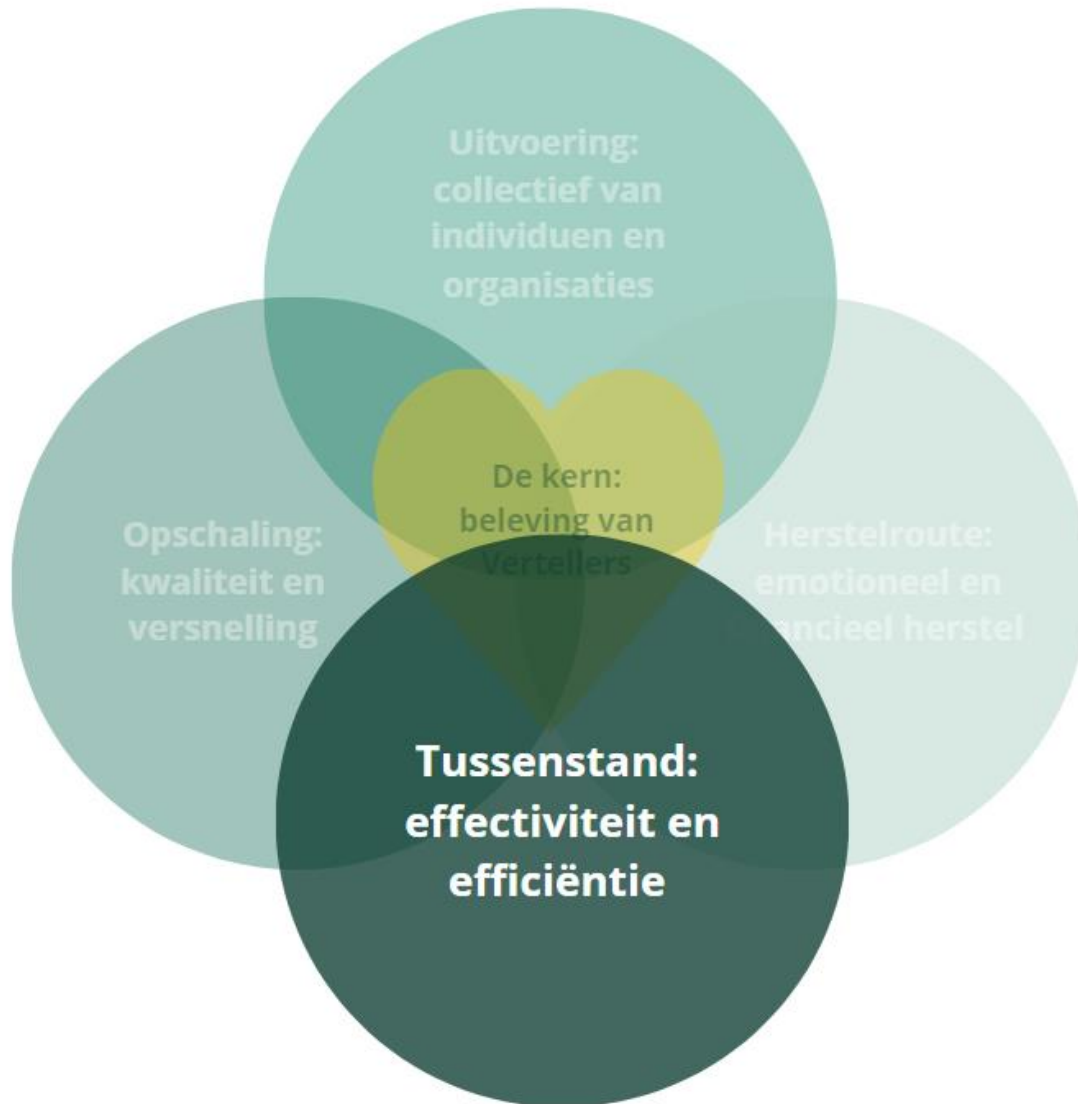 Uitvoering:
collectief van
individuen en
organisaties
De kern:
beleving van
Vertellers
Opschaling:
kwaliteit en
versnelling
Herstelroute:
emotioneel en
ancieel herstel
Tussenstand:
effectiviteit en
efficiëntie